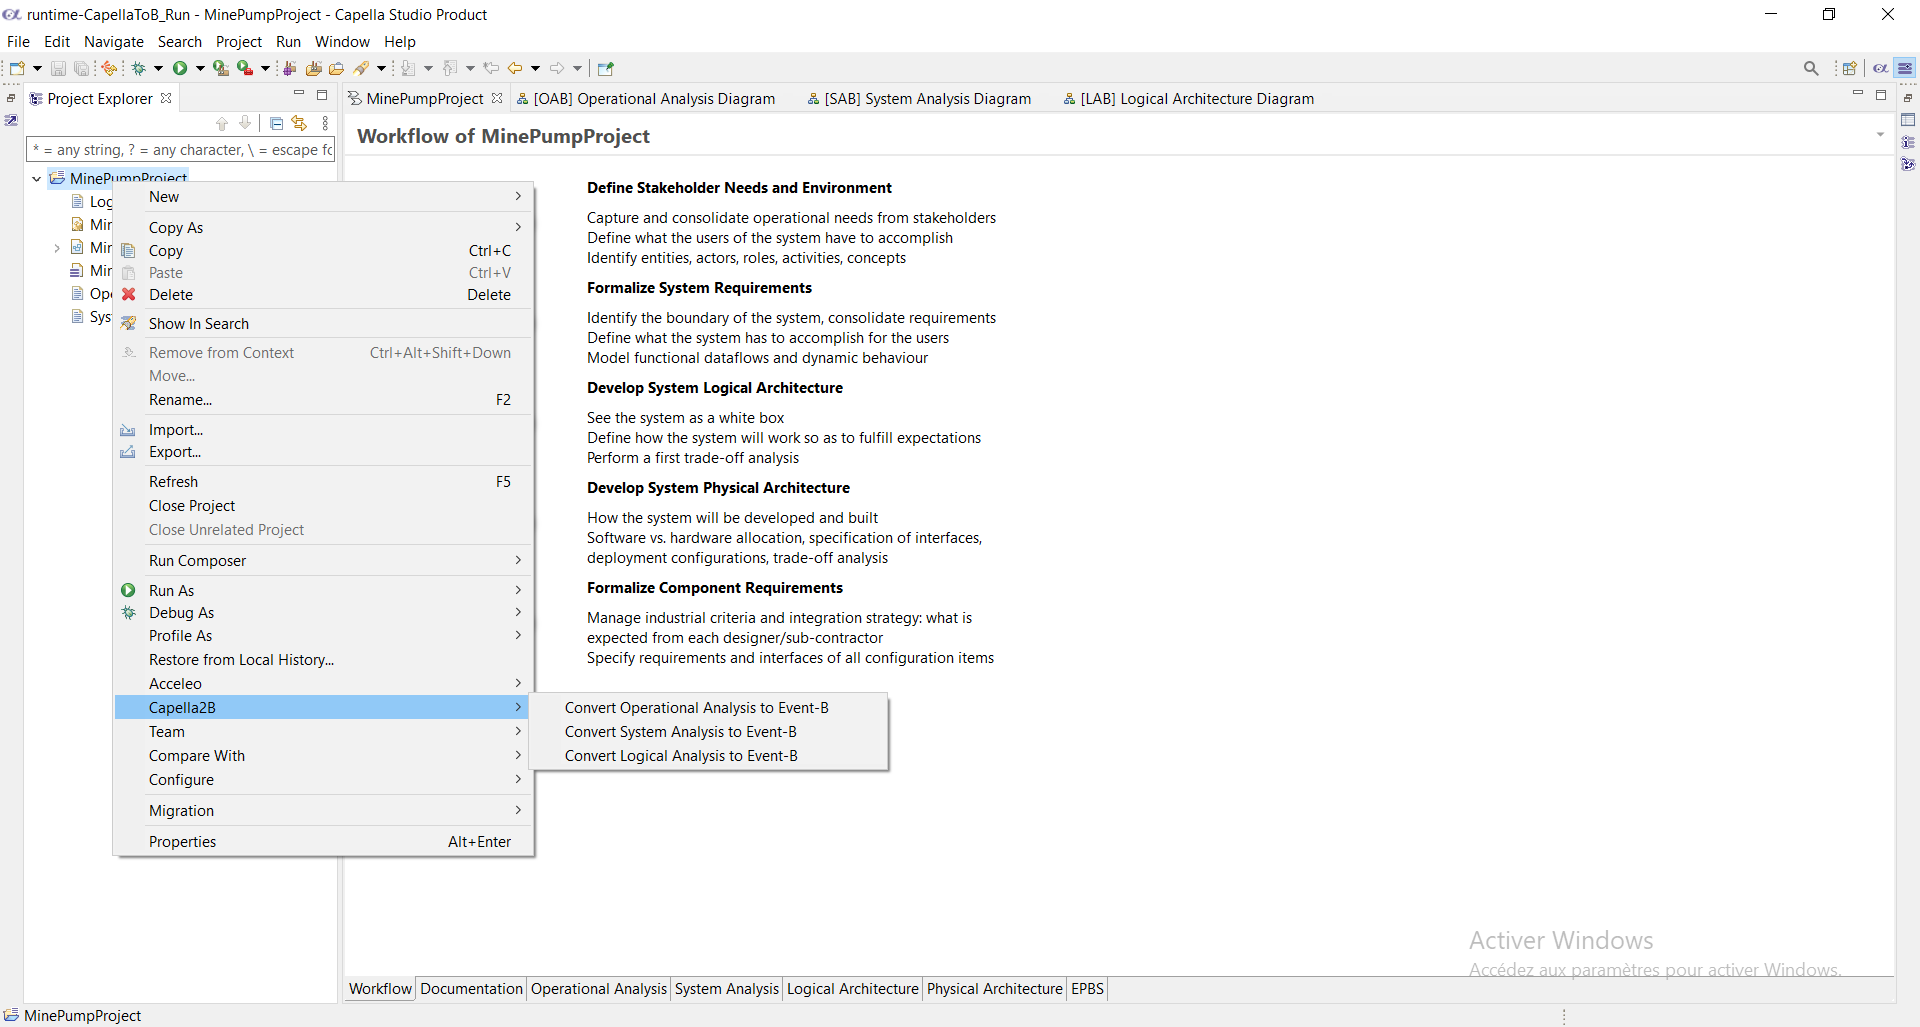 runtime-CapellaToB_Run - MinePumpProject - Capella Studio Product
File Edit Navigate Search Project Run Window Help
Project Explorer
MinePumpProject
[OAB] Operational Analysis Diagram
[SAB] System Analysis Diagram
[LAB] Logical Architecture Diagram
* = any string, ? = any character, \ = escape fo
Workflow of MinePumpProject
MinePumpProject
Log
Min
Min
Min
Ope
Sys
New
Copy As
Copy Ctrl+C
Paste Ctrl+V
Delete Delete
Show In Search
Remove from Context Ctrl+Alt+Shift+Down
Move...
Rename... F2
Import...
Export...
Refresh F5
Close Project
Close Unrelated Project
Run Composer
Run As
Debug As
Profile As
Restore from Local History...
Acceleo
Capella2B
Team
Compare With
Configure
Migration
Properties Alt+Enter
Convert Operational Analysis to Event-B
Convert System Analysis to Event-B
Convert Logical Analysis to Event-B
Define Stakeholder Needs and Environment
Capture and consolidate operational needs from stakeholders
Define what the users of the system have to accomplish
Identify entities, actors, roles, activities, concepts
Formalize System Requirements
Identify the boundary of the system, consolidate requirements
Define what the system has to accomplish for the users
Model functional dataflows and dynamic behaviour
Develop System Logical Architecture
See the system as a white box
Define how the system will work so as to fulfill expectations
Perform a first trade-off analysis
Develop System Physical Architecture
How the system will be developed and built
Software vs. hardware allocation, specification of interfaces,
deployment configurations, trade-off analysis
Formalize Component Requirements
Manage industrial criteria and integration strategy: what is
expected from each designer/sub-contractor
Specify requirements and interfaces of all configuration items
Activer Windows
Accédez aux paramètres pour activer Windows.
Workflow Documentation Operational Analysis System Analysis Logical Architecture Physical Architecture EPBS
MinePumpProject